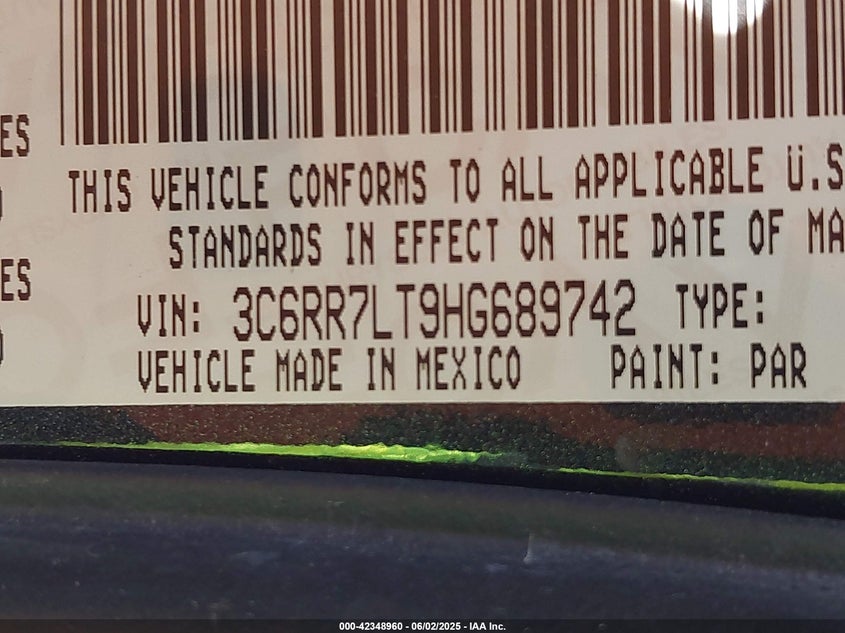 ES
THIS VEHICLE CONFORMS TO ALL APPLICABLE U.S
STANDARDS IN EFFECT ON THE DATE OF MA
ES
VIN: 3C6RR7LT9HG689742 TYPE:
VEHICLE MADE IN MEXICO PAINT: PAR
000-42348960 - 06/02/2025 - IAA Inc.